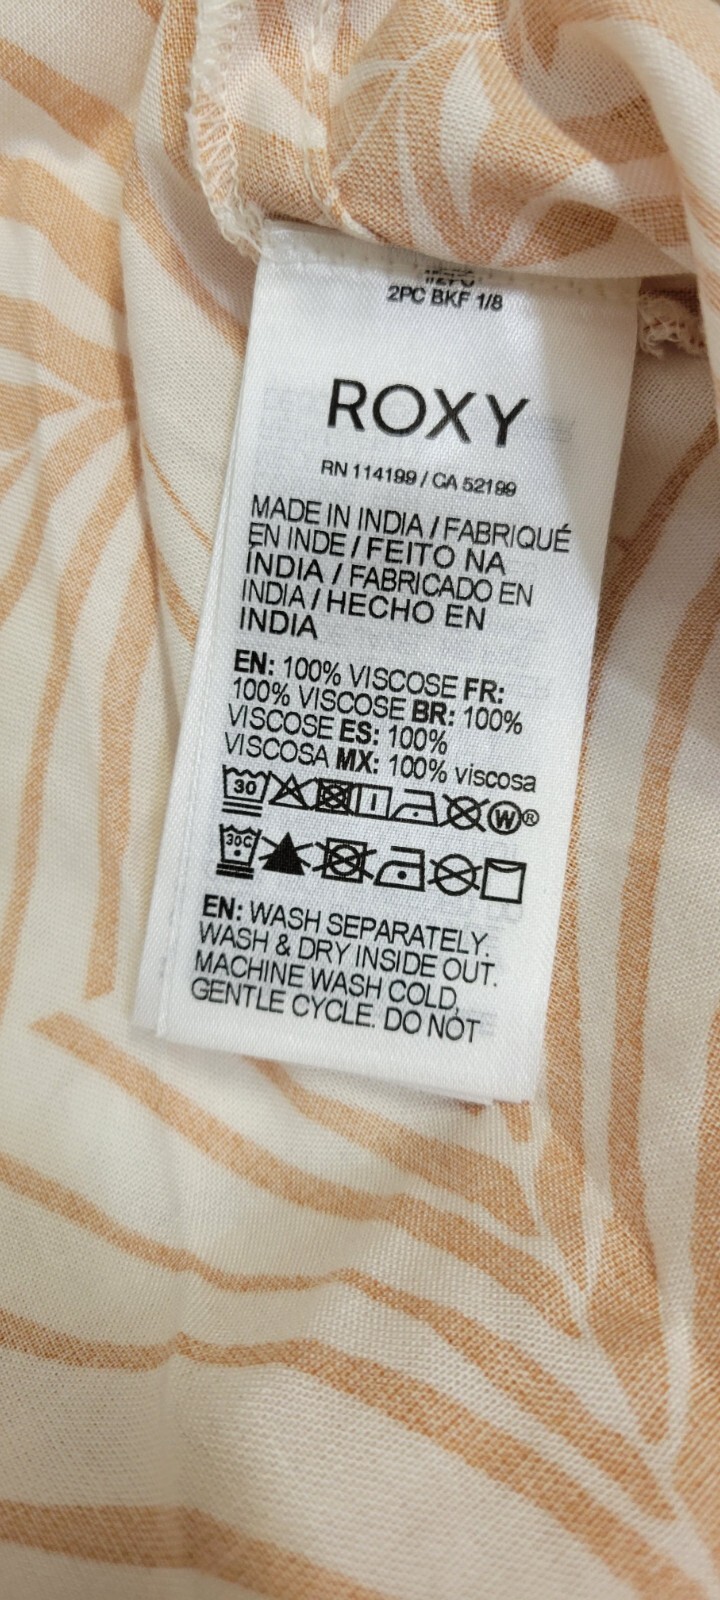 2PC BKF 1/8
ROXY
RN 114199 / CA 52199
MADE IN INDIA / FABRIQUÉ
EN INDE / FEITO NA
ÍNDIA / FABRICADO EN
INDIA / HECHO EN
INDIA
EN: 100% VISCOSE FR:
100% VISCOSE BR: 100%
VISCOSE ES: 100%
VISCOSA MX: 100% viscosa
30 W®
30C
EN: WASH SEPARATELY.
WASH & DRY INSIDE OUT.
MACHINE WASH COLD,
GENTLE CYCLE. DO NOT